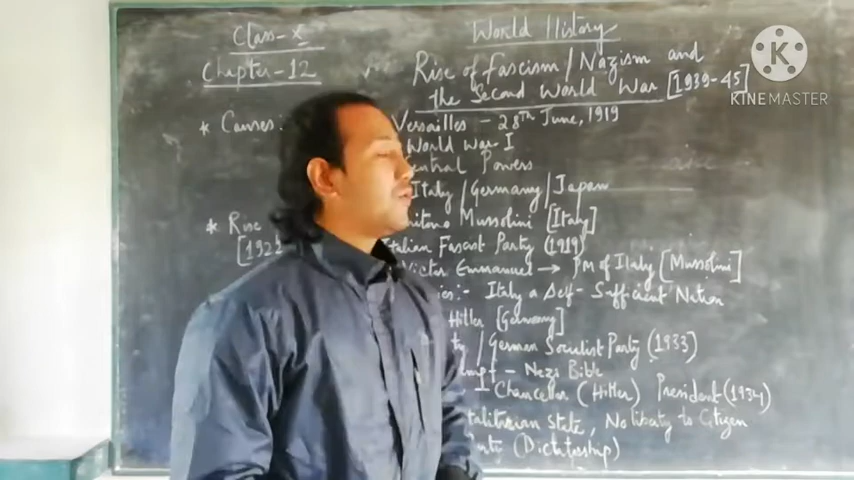 Class-X
World History
Chapter-12
Rise of Fascism/Nazism and
the Second World War [1939-45]
KINEMASTER
* Causes:
Versailles - 28th June, 1919
World War-I
Central Powers
Italy/Germany/Japan
* Rise
Mussolini [Italy]
[1922
Italian Fascist Party (1919)
Victor Emmanuel → PM of Italy [Mussolini]
:- Italy a Self-Sufficient Nation
Hitler [Germany]
/German Socialist Party (1933)
- Nezi Bible
Chancellor (Hitler) President (1934)
State, No liberty to Citizen
(Dictatorship)